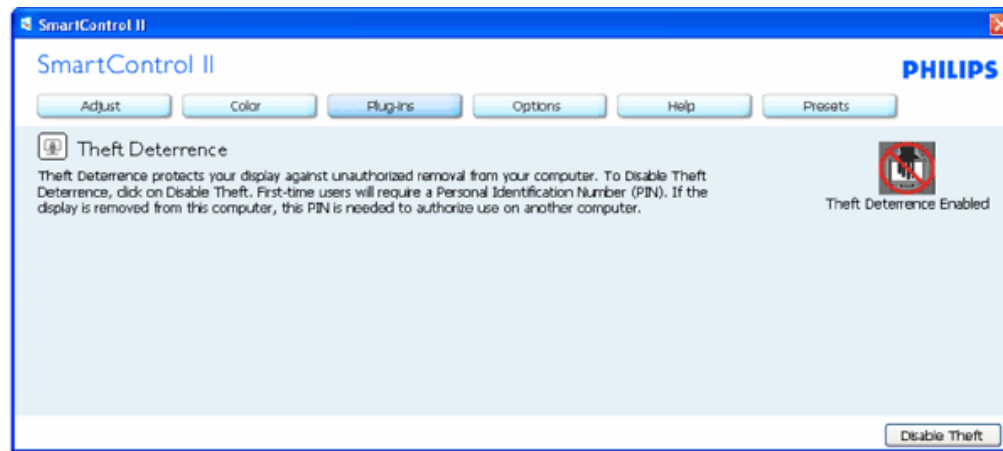 SmartControl II
SmartControl II
PHILIPS
Adjust Color Plug-Ins Options Help Presets
Theft Deterrence
Theft Deterrence protects your display against unauthorized removal from your computer. To Disable Theft
Deterrence, click on Disable Theft. First-time users will require a Personal Identification Number (PIN). If the
display is removed from this computer, this PIN is needed to authorize use on another computer.
Theft Deterrence Enabled
Disable Theft